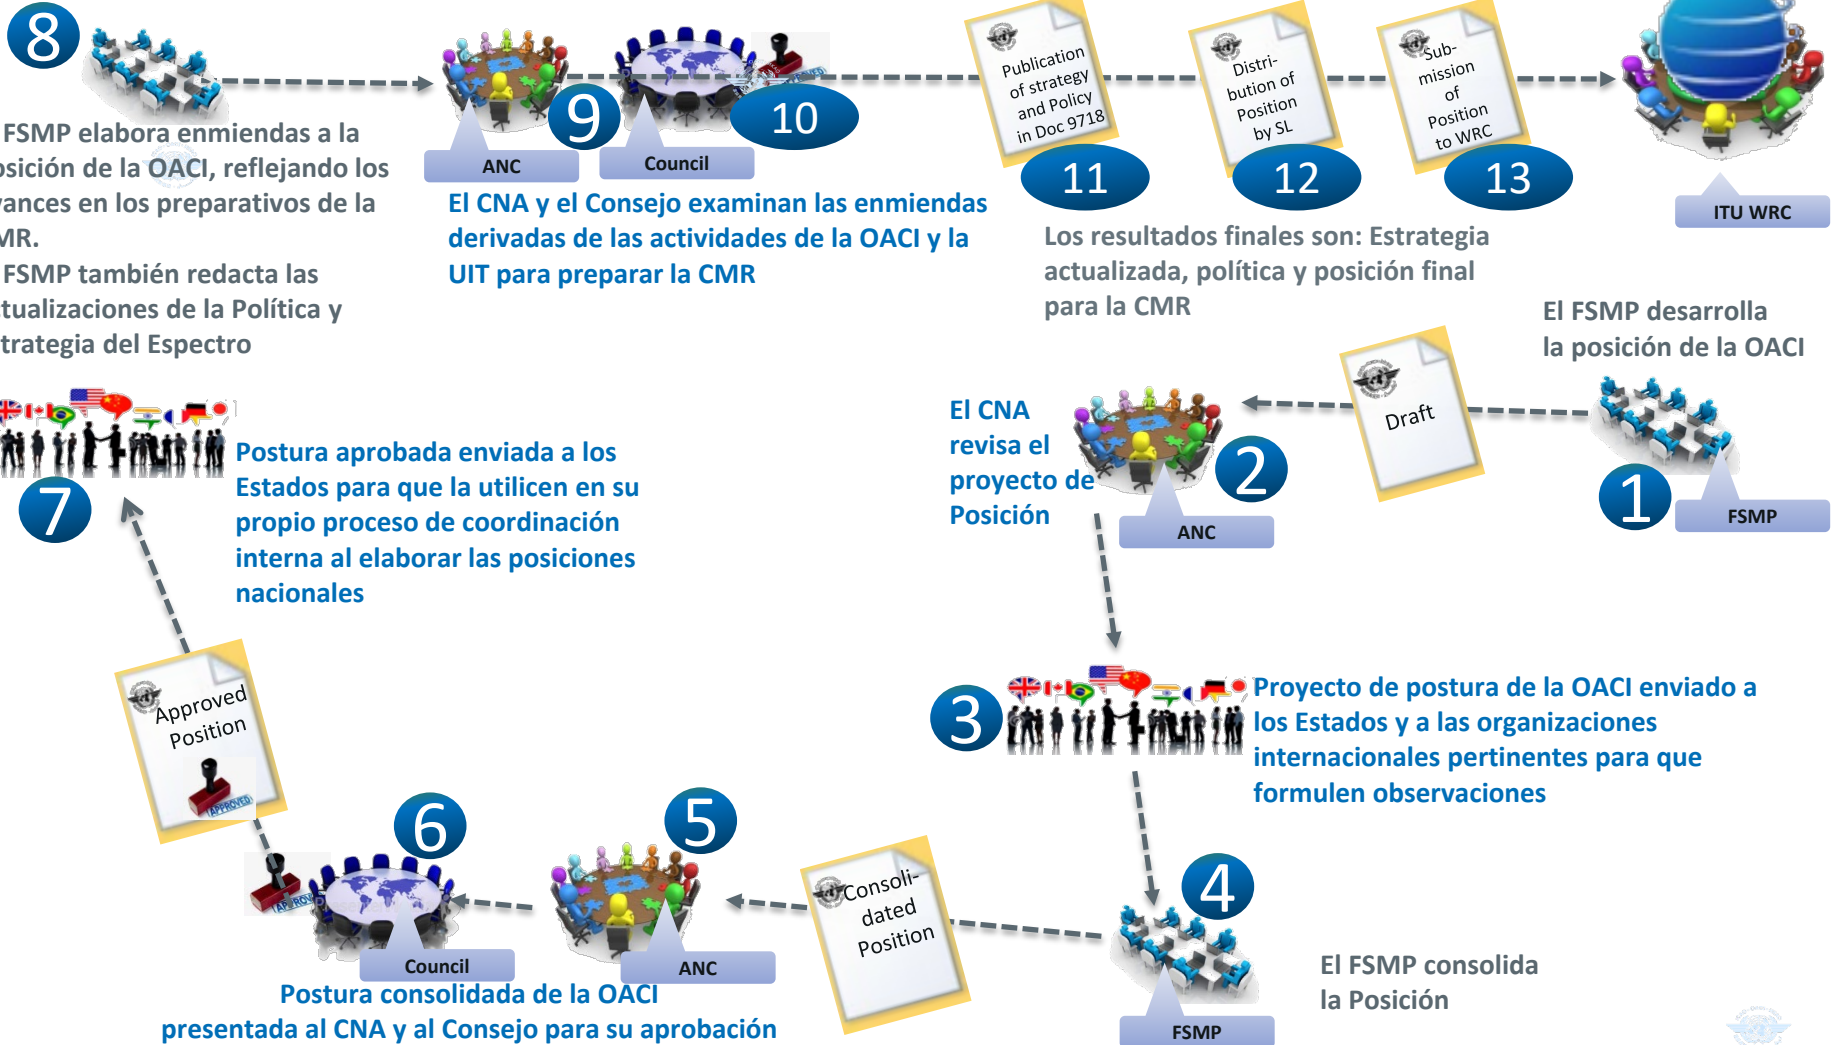 8
FSMP elabora enmiendas a la
de la OACI, reflejando los
en los preparativos de la
FSMP también redacta las
de la Política y
del Espectro
ANC
9
Council
10
APPROVED
El CNA y el Consejo examinan las enmiendas
derivadas de las actividades de la OACI y la
UIT para preparar la CMR
Publication
of strategy
and Policy
in Doc 9718
11
Distri-
bution of
Position
by SL
12
Sub-
mission
of
Position
to WRC
13
Los resultados finales son: Estrategia
actualizada, política y posición final
para la CMR
ITU WRC
El FSMP desarrolla
la posición de la OACI
1
FSMP
Draft
El CNA
revisa el
proyecto de
Posición
2
ANC
3
Proyecto de postura de la OACI enviado a
los Estados y a las organizaciones
internacionales pertinentes para que
formulen observaciones
4
FSMP
El FSMP consolida
la Posición
Consoli-
dated
Position
5
ANC
6
Council
Postura consolidada de la OACI
presentada al CNA y al Consejo para su aprobación
Approved
Position
APPROVED
7
Postura aprobada enviada a los
Estados para que la utilicen en su
propio proceso de coordinación
interna al elaborar las posiciones
nacionales